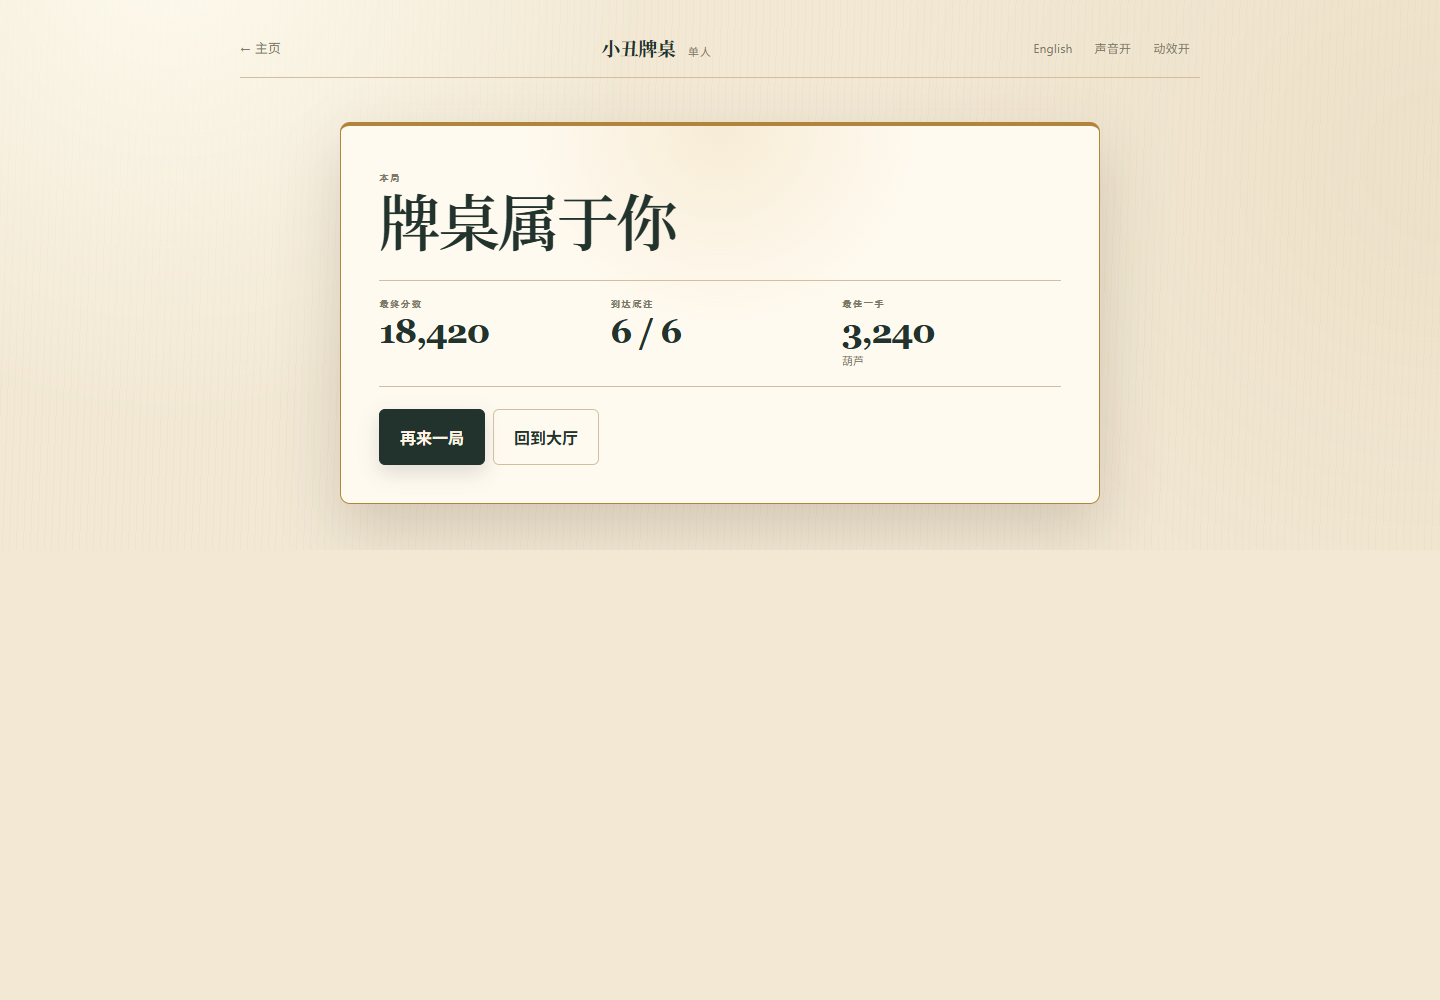 ← 主页
小丑牌桌 单人
English 声音开 动效开
本局
牌桌属于你
最终分数 到达底注 最佳一手
18,420 6 / 6 3,240
葫芦
再来一局 回到大厅